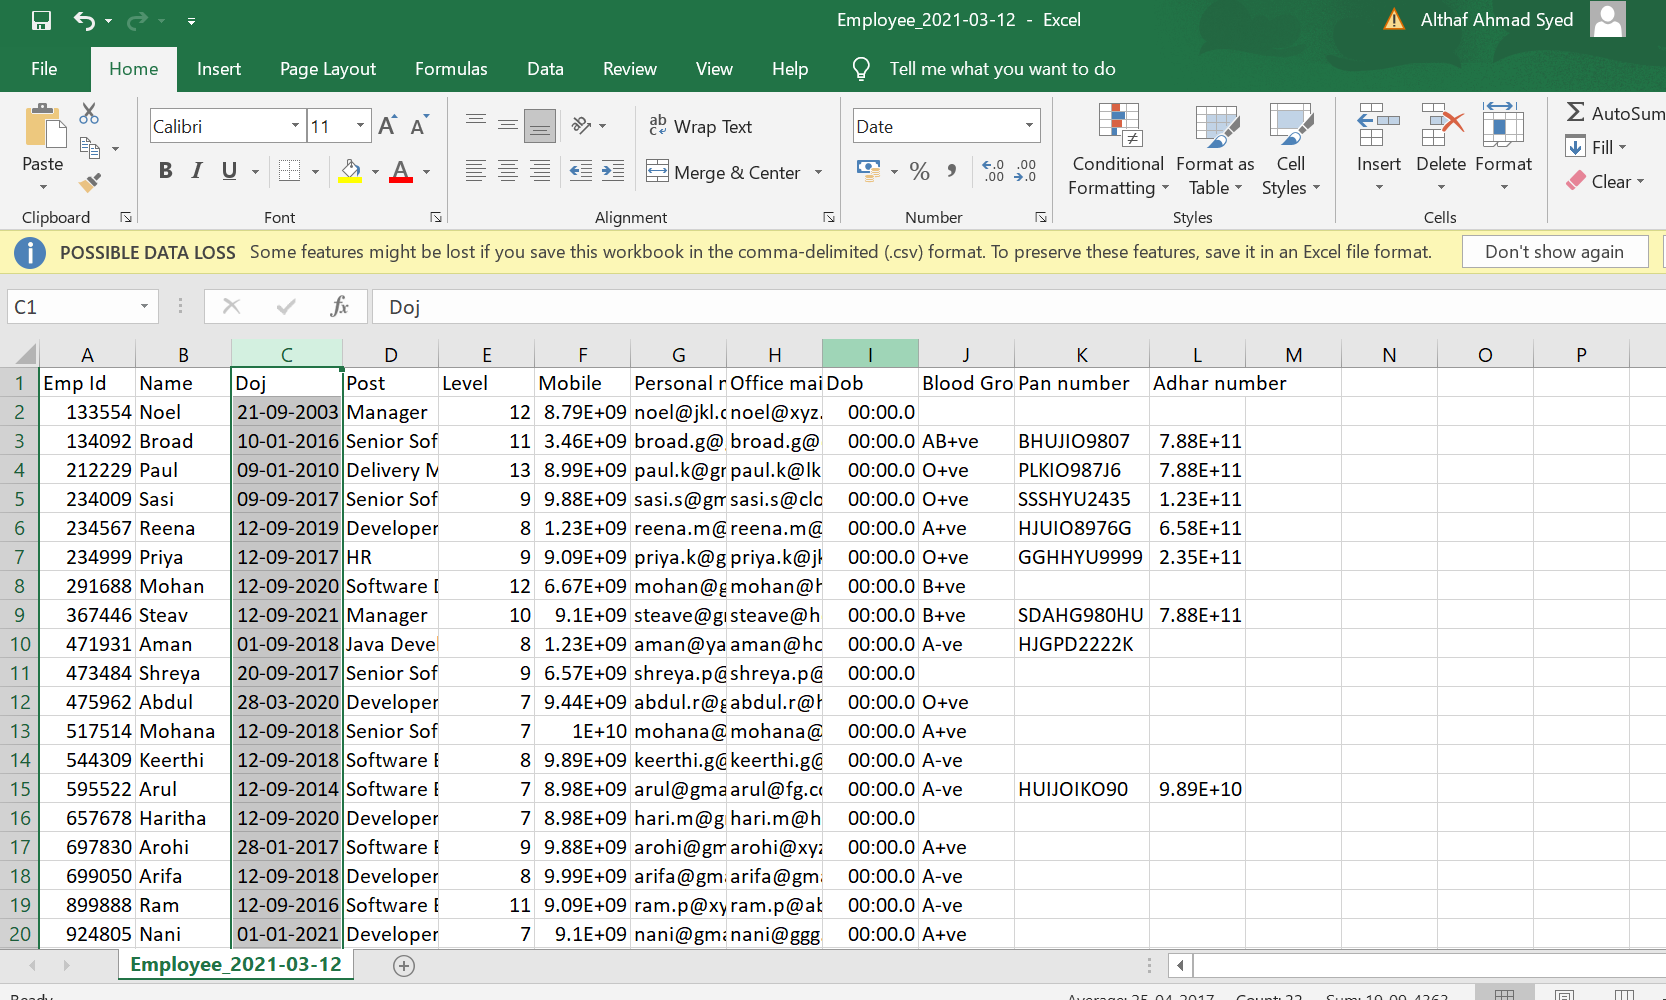 Employee_2021-03-12 - Excel
Althaf Ahmad Syed
File Home Insert Page Layout Formulas Data Review View Help Tell me what you want to do
Calibri 11 Wrap Text Date AutoSum
Paste Conditional Format as Cell Insert Delete Format Fill
B I U Merge & Center % Formatting Table Styles Clear
Clipboard Font Alignment Number Styles Cells
POSSIBLE DATA LOSS Some features might be lost if you save this workbook in the comma-delimited (.csv) format. To preserve these features, save it in an Excel file format. Don't show again
C1 fx Doj
A B C D E F G H I J K L M N O P
1 Emp Id Name Doj Post Level Mobile Personal Office mai Dob Blood Gro Pan number Adhar number
2 133554 Noel 21-09-2003 Manager 12 8.79E+09 noel@jkl. noel@xyz. 00:00.0
3 134092 Broad 10-01-2016 Senior Sof 11 3.46E+09 broad.g@ broad.g@ 00:00.0 AB+ve BHUJIO9807 7.88E+11
4 212229 Paul 09-01-2010 Delivery M 13 8.99E+09 paul.k@gr paul.k@lk 00:00.0 O+ve PLKIO987J6 7.88E+11
5 234009 Sasi 09-09-2017 Senior Sof 9 9.88E+09 sasi.s@gm sasi.s@clo 00:00.0 O+ve SSSHYU2435 1.23E+11
6 234567 Reena 12-09-2019 Developer 8 1.23E+09 reena.m@ reena.m@ 00:00.0 A+ve HJUIO8976G 6.58E+11
7 234999 Priya 12-09-2017 HR 9 9.09E+09 priya.k@g priya.k@jk 00:00.0 O+ve GGHHYU9999 2.35E+11
8 291688 Mohan 12-09-2020 Software 12 6.67E+09 mohan@g mohan@h 00:00.0 B+ve
9 367446 Steav 12-09-2021 Manager 10 9.1E+09 steave@g steave@h 00:00.0 B+ve SDAHG980HU 7.88E+11
10 471931 Aman 01-09-2018 Java Devel 8 1.23E+09 aman@ya aman@ho 00:00.0 A-ve HJGPD2222K
11 473484 Shreya 20-09-2017 Senior Sof 9 6.57E+09 shreya.p@ shreya.p@ 00:00.0
12 475962 Abdul 28-03-2020 Developer 7 9.44E+09 abdul.r@g abdul.r@h 00:00.0 O+ve
13 517514 Mohana 12-09-2018 Senior Sof 7 1E+10 mohana@ mohana@ 00:00.0 A+ve
14 544309 Keerthi 12-09-2018 Software E 8 9.89E+09 keerthi.g@ keerthi.g@ 00:00.0 A-ve
15 595522 Arul 12-09-2014 Software E 7 8.98E+09 arul@gma arul@fg.co 00:00.0 A-ve HUIJOIKO90 9.89E+10
16 657678 Haritha 12-09-2020 Developer 7 8.98E+09 hari.m@g hari.m@h 00:00.0
17 697830 Arohi 28-01-2017 Software E 9 9.88E+09 arohi@gm arohi@xyz 00:00.0 A+ve
18 699050 Arifa 12-09-2018 Developer 8 9.99E+09 arifa@gma arifa@gm 00:00.0 A-ve
19 899888 Ram 12-09-2016 Software E 11 9.09E+09 ram.p@xy ram.p@ab 00:00.0 A-ve
20 924805 Nani 01-01-2021 Developer 7 9.1E+09 nani@gma nani@ggg 00:00.0 A+ve
Employee_2021-03-12
Ready